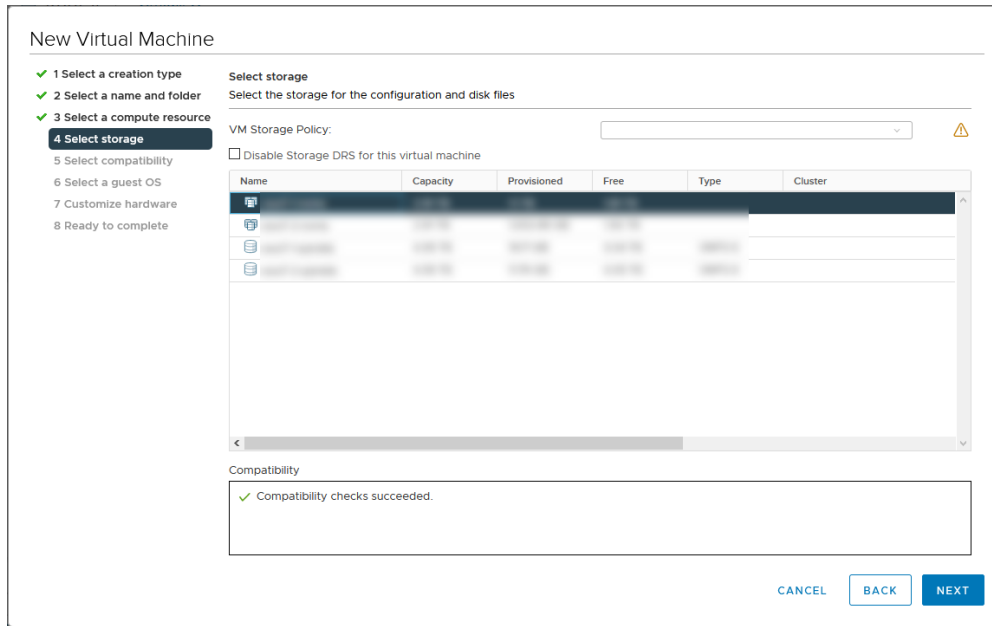 New Virtual Machine
1 Select a creation type
2 Select a name and folder
3 Select a compute resource
4 Select storage
5 Select compatibility
6 Select a guest OS
7 Customize hardware
8 Ready to complete
Select storage
Select the storage for the configuration and disk files
VM Storage Policy:
Disable Storage DRS for this virtual machine
Name Capacity Provisioned Free Type Cluster
Compatibility
Compatibility checks succeeded.
CANCEL BACK NEXT